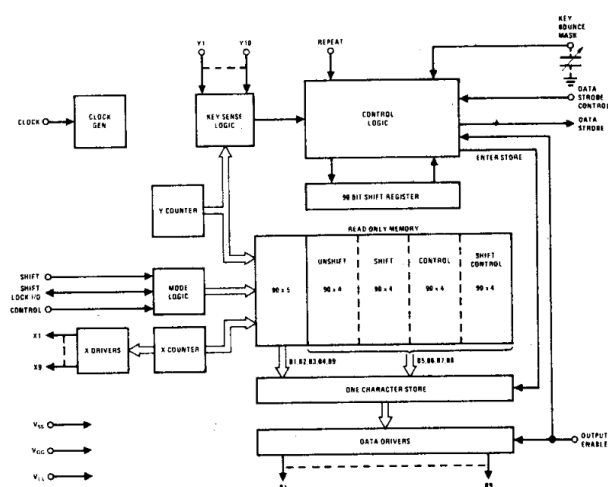 Y1
Y10
REPEAT
KEY
BOUNCE
MASK
CLOCK
CLOCK
GEN
KEY SENSE
LOGIC
CONTROL
LOGIC
DATA
STROBE
CONTROL
DATA
STROBE
ENTER STORE
90 BIT SHIFT REGISTER
Y COUNTER
READ ONLY MEMORY
UNSHIFT
SHIFT
CONTROL
SHIFT
CONTROL
90 x 5
90 x 4
90 x 4
90 x 4
90 x 4
SHIFT
SHIFT
LOCK I/O
CONTROL
MODE
LOGIC
X1
X9
X DRIVERS
X COUNTER
B1,B2,B3,B4,B9
B5,B6,B7,B8
ONE CHARACTER STORE
DATA DRIVERS
OUTPUT
ENABLE
VSS
VGG
VLL
B1
B9